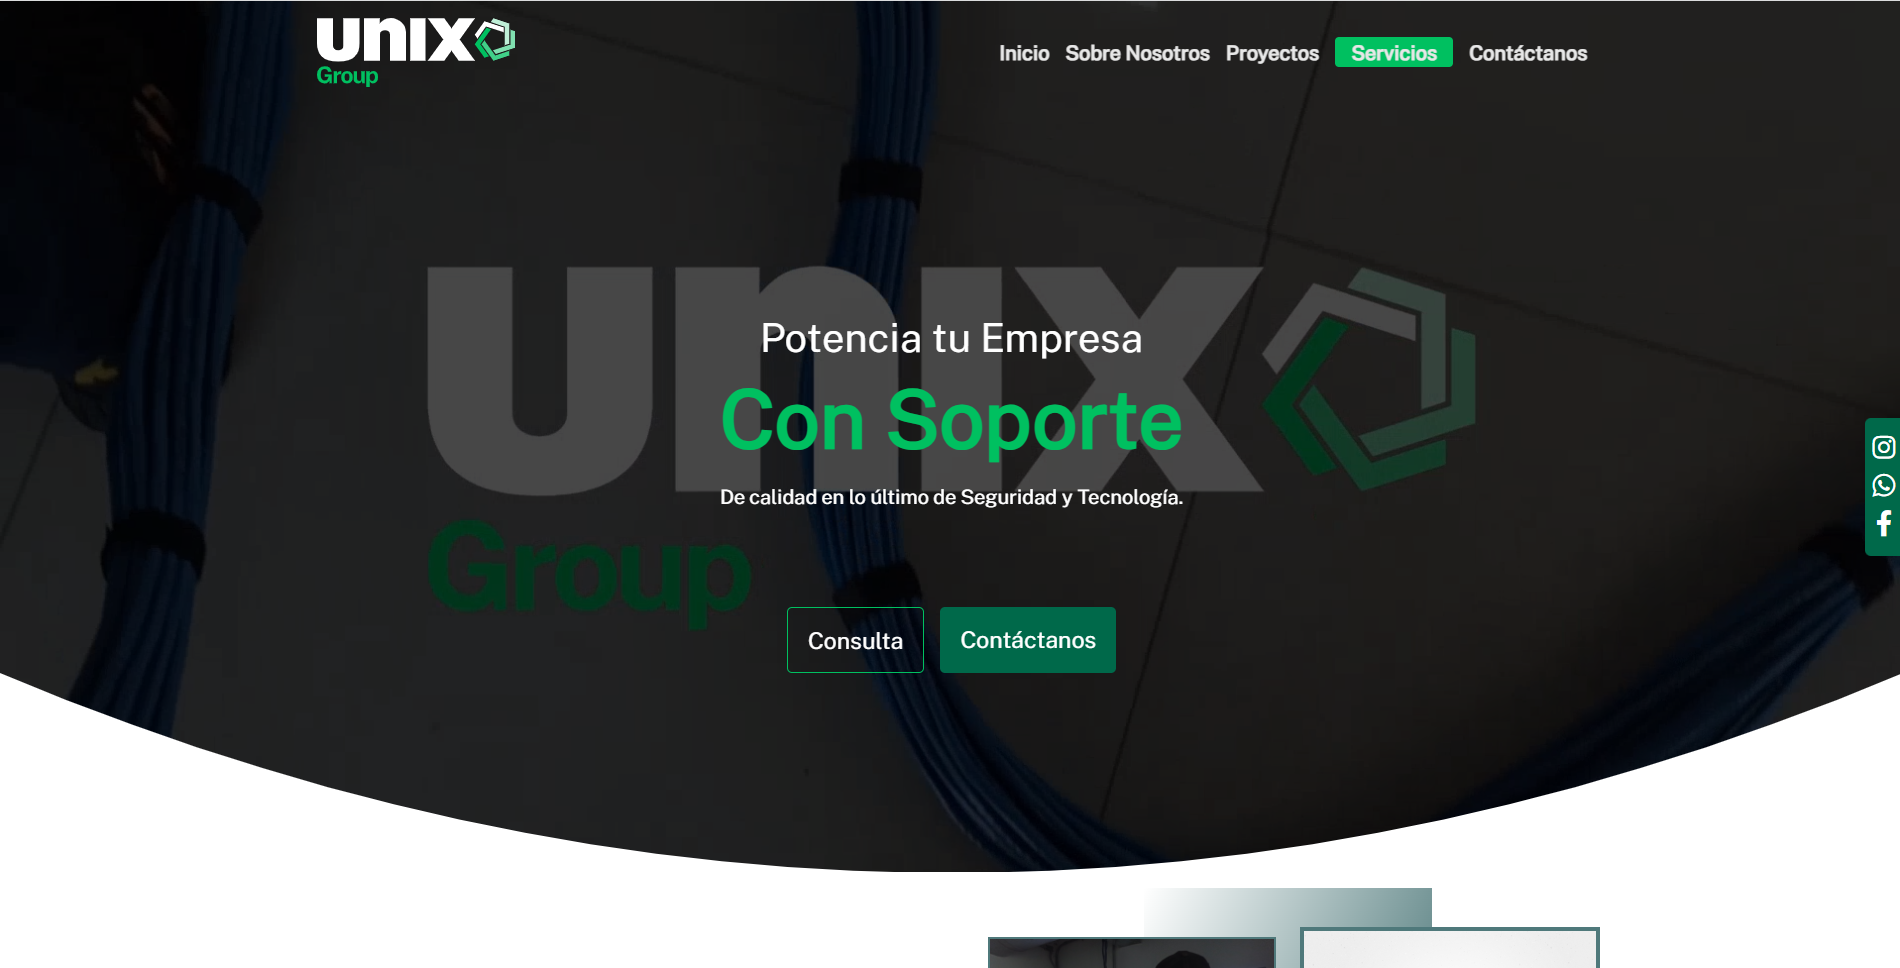 unix
Group
Inicio Sobre Nosotros Proyectos Servicios Contáctanos
unix
Group
Potencia tu Empresa
Con Soporte
De calidad en lo último de Seguridad y Tecnología.
Consulta Contáctanos